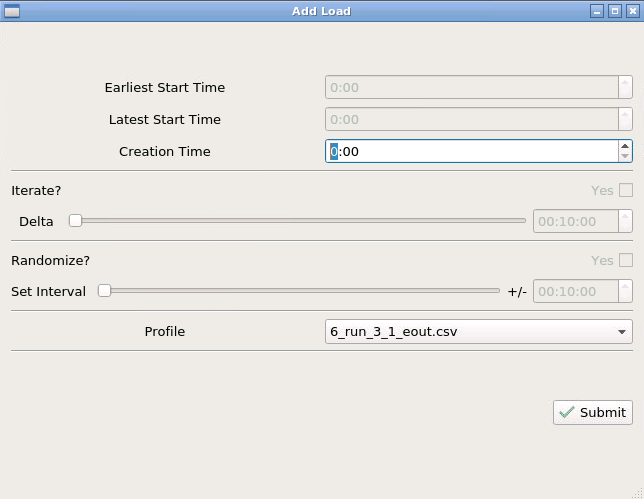 Add Load
Earliest Start Time 0:00
Latest Start Time 0:00
Creation Time 0:00
Iterate? Yes
Delta 00:10:00
Randomize? Yes
Set Interval +/- 00:10:00
Profile 6_run_3_1_eout.csv
Submit